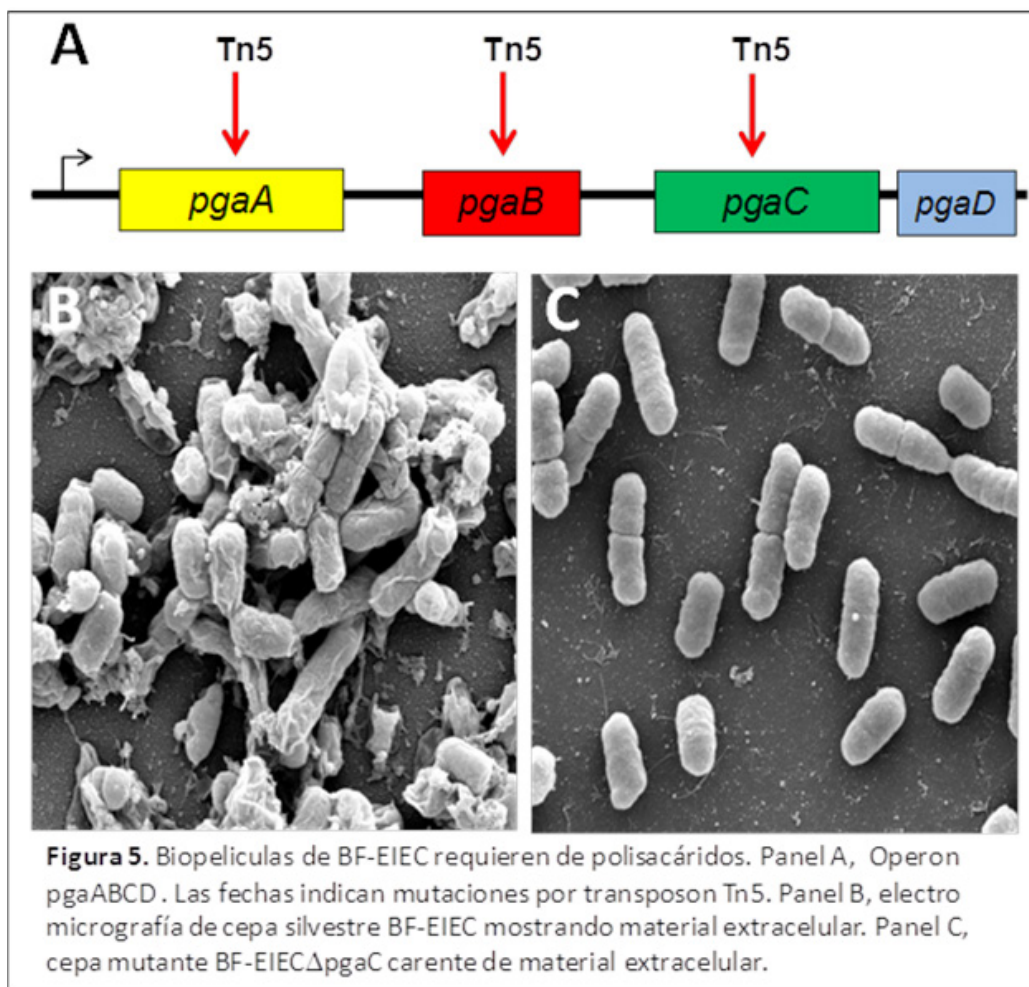 A
Tn5 Tn5 Tn5
pgaA pgaB pgaC pgaD
B C
Figura 5. Biopeliculas de BF-EIEC requieren de polisacáridos. Panel A, Operon
pgaABCD . Las fechas indican mutaciones por transposon Tn5. Panel B, electro
micrografía de cepa silvestre BF-EIEC mostrando material extracelular. Panel C,
cepa mutante BF-EIECΔpgaC carente de material extracelular.